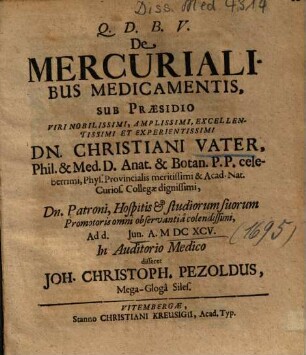 Diss. Med 4314
Q. D. B. V.
De
MERCURIALI-
BUS MEDICAMENTIS,
SUB PRÆSIDIO
VIRI NOBILISSIMI, AMPLISSIMI, EXCELLEN-
TISSIMI ET EXPERIENTISSIMI
DN. CHRISTIANI VATER,
Phil. & Med. D. Anat. & Botan. P. P. cele-
berrimi, Phys. Provincialis meritissimi & Acad. Nat.
Curios. Collegæ dignissimi,
Dn. Patroni, Hospitis & studiorum suorum
Promotoris omni observantiâ colendissimi,
Ad d. Jun. A. M DC XCV.
(1695)
In Auditorio Medico
disseret
JOH. CHRISTOPH. PEZOLDUS,
Mega-Glogâ Siles.
VITEMBERGÆ,
Stanno CHRISTIANI KREUSIGII, Acad. Typ.